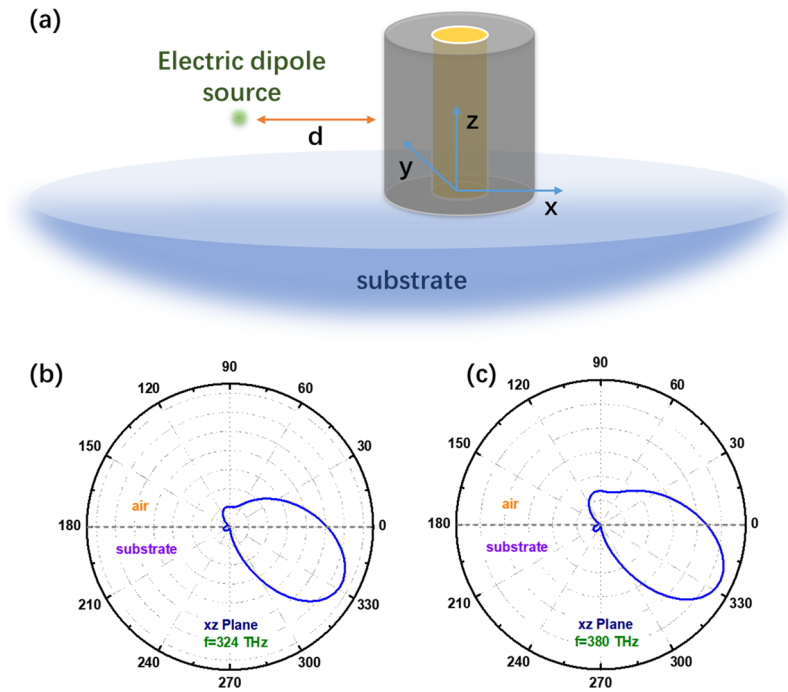 (a)
Electric dipole
source
d
z
y
x
substrate
(b)
90
120
60
150
30
air
180
0
substrate
210
330
xz Plane
f=324 THz
240
300
270
(c)
90
120
60
150
30
air
180
0
substrate
210
330
xz Plane
f=380 THz
240
300
270